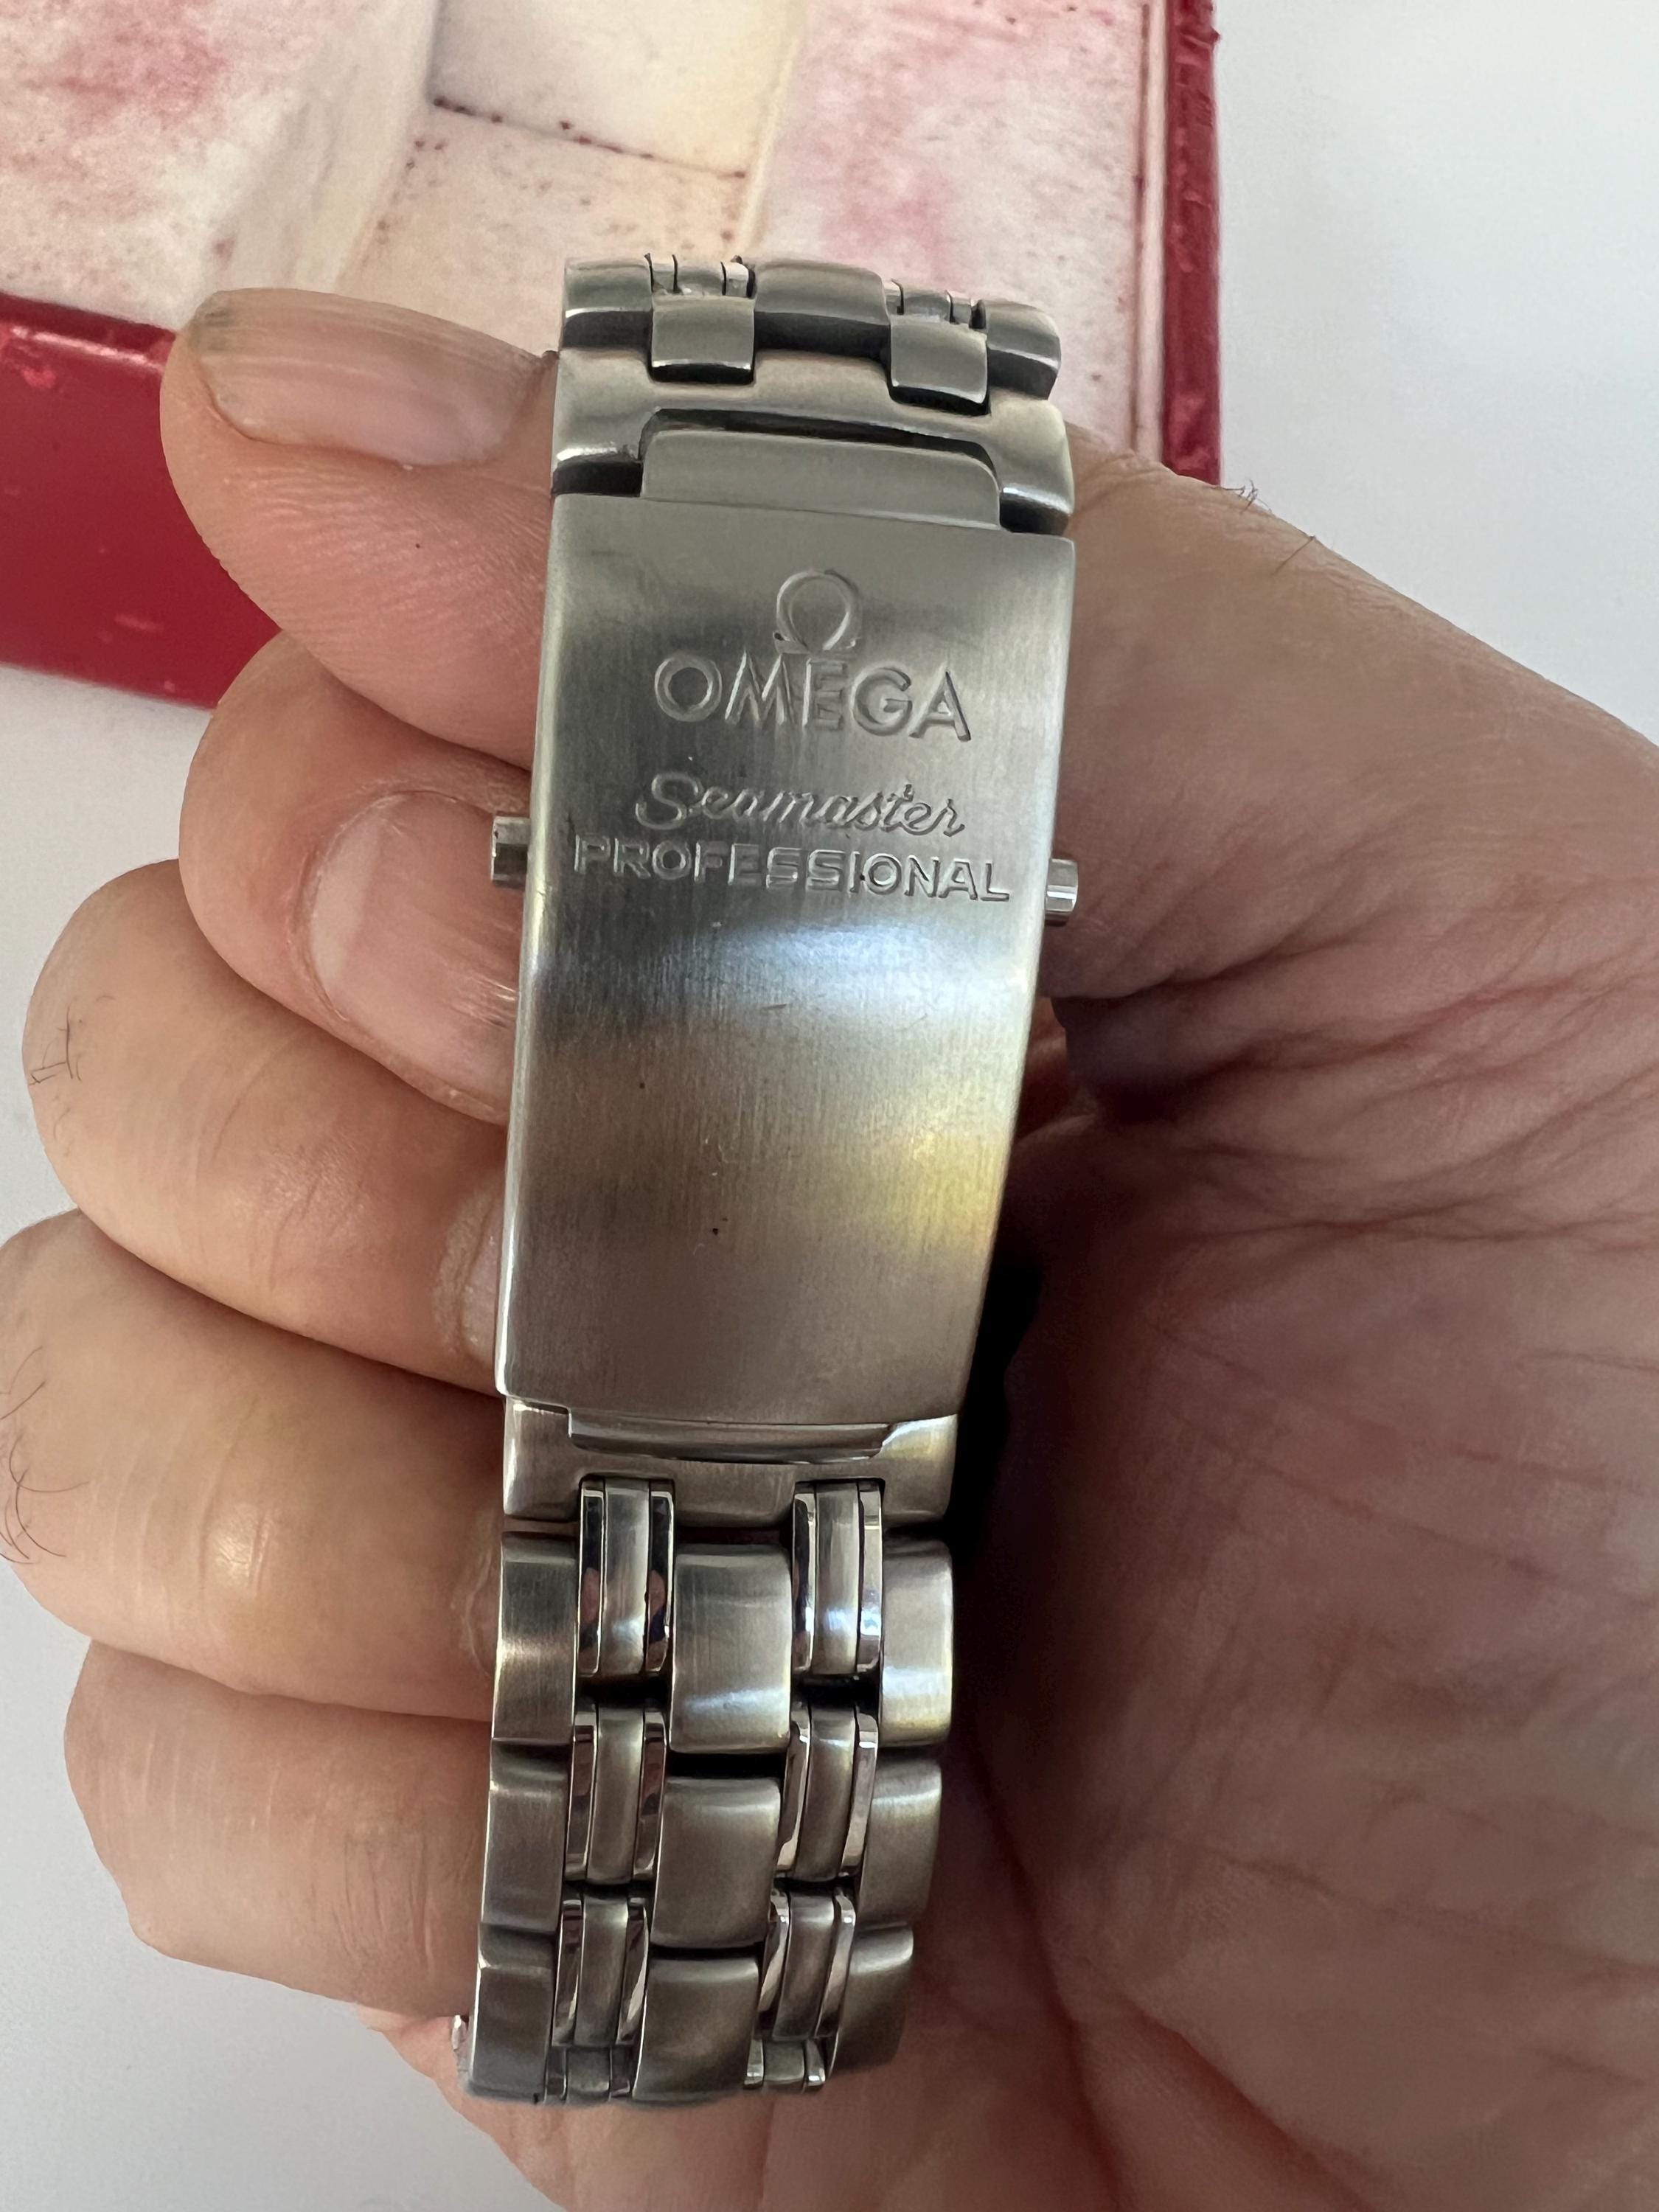 Ω
OMEGA
Seamaster
PROFESSIONAL